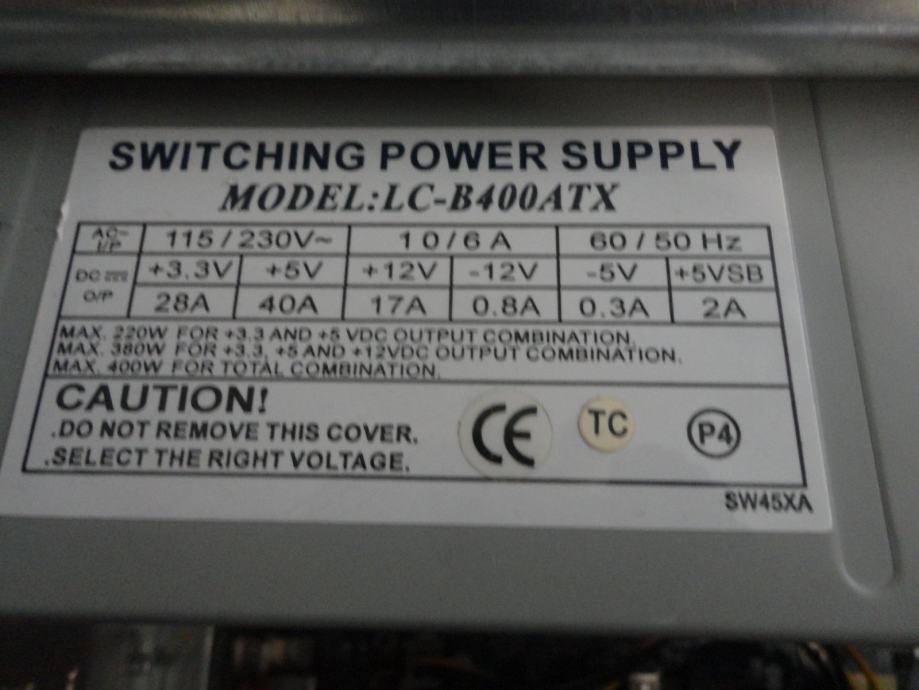 SWITCHING POWER SUPPLY
MODEL:LC-B400ATX
AC~ I/P 115/230V~ 10/6A 60/50Hz
DC O/P +3.3V +5V +12V -12V -5V +5VSB
28A 40A 17A 0.8A 0.3A 2A
MAX. 220W FOR +3.3 AND +5 VDC OUTPUT COMBINATION.
MAX. 380W FOR +3.3, +5 AND +12VDC OUTPUT COMBINATION.
MAX. 400W FOR TOTAL COMBINATION.
CAUTION!
.DO NOT REMOVE THIS COVER.
.SELECT THE RIGHT VOLTAGE.
CE TC P4
SW45XA